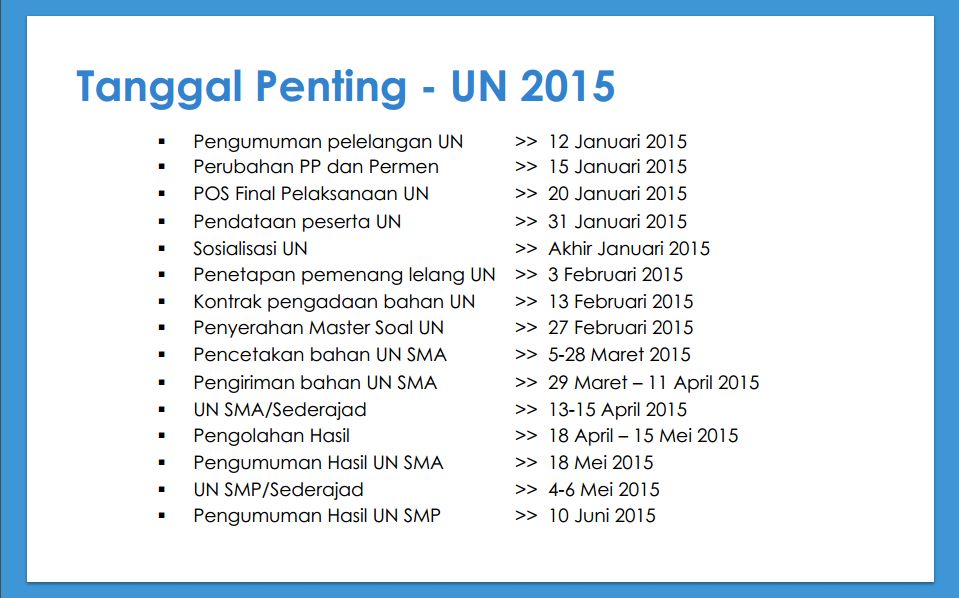 Tanggal Penting - UN 2015
▪ Pengumuman pelelangan UN >> 12 Januari 2015
▪ Perubahan PP dan Permen >> 15 Januari 2015
▪ POS Final Pelaksanaan UN >> 20 Januari 2015
▪ Pendataan peserta UN >> 31 Januari 2015
▪ Sosialisasi UN >> Akhir Januari 2015
▪ Penetapan pemenang lelang UN >> 3 Februari 2015
▪ Kontrak pengadaan bahan UN >> 13 Februari 2015
▪ Penyerahan Master Soal UN >> 27 Februari 2015
▪ Pencetakan bahan UN SMA >> 5-28 Maret 2015
▪ Pengiriman bahan UN SMA >> 29 Maret – 11 April 2015
▪ UN SMA/Sederajad >> 13-15 April 2015
▪ Pengolahan Hasil >> 18 April – 15 Mei 2015
▪ Pengumuman Hasil UN SMA >> 18 Mei 2015
▪ UN SMP/Sederajad >> 4-6 Mei 2015
▪ Pengumuman Hasil UN SMP >> 10 Juni 2015